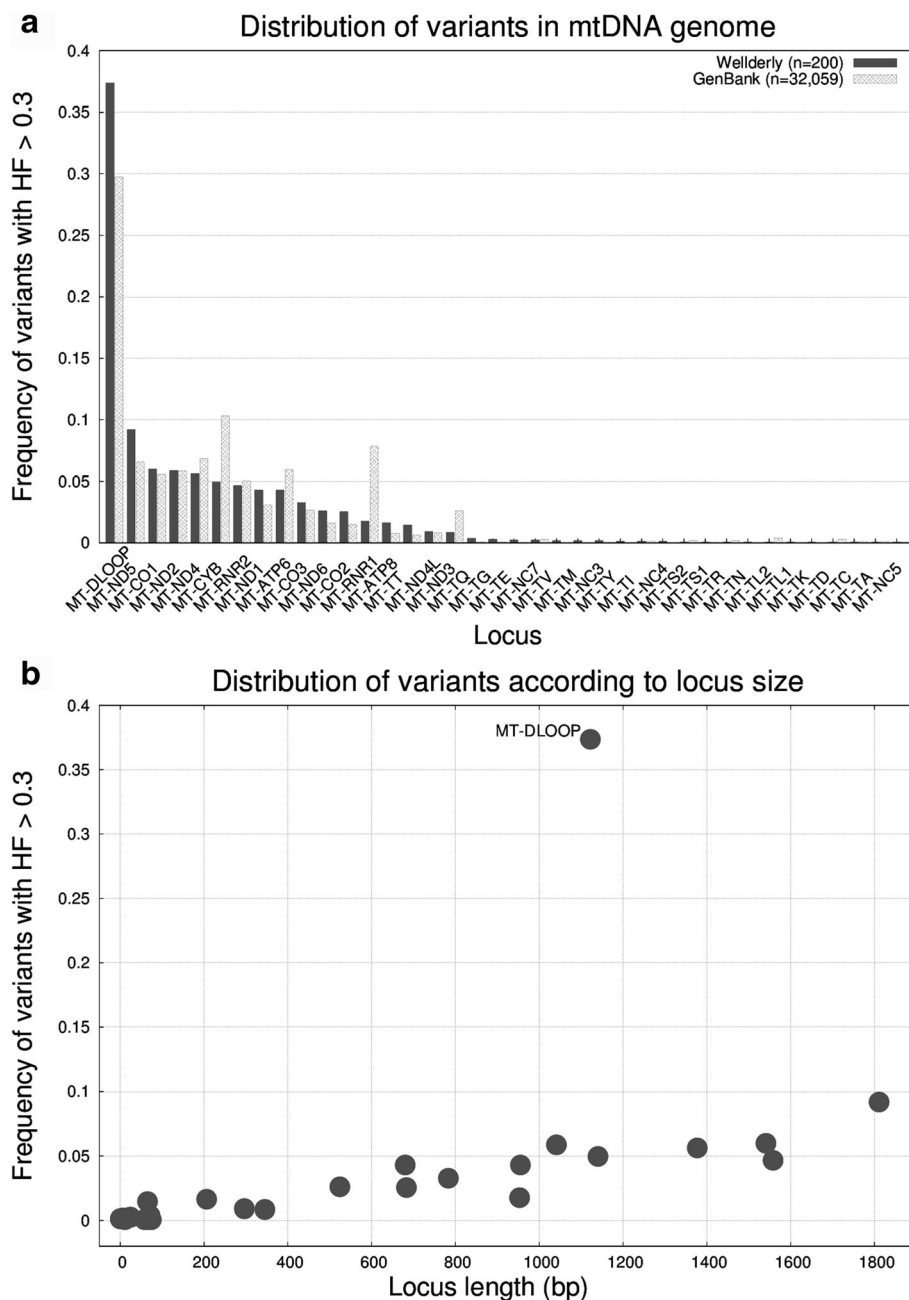 a
Distribution of variants in mtDNA genome
Frequency of variants with HF > 0.3
0.4
0.35
0.3
0.25
0.2
0.15
0.1
0.05
0
Wellderly (n=200)
GenBank (n=32,059)
MT-DLOOP
MT-ND5
MT-CO1
MT-ND2
MT-ND4
MT-CYB
MT-RNR2
MT-ND1
MT-ATP6
MT-CO3
MT-ND6
MT-CO2
MT-RNR1
MT-ATP8
MT-TT
MT-ND4L
MT-ND3
MT-TQ
MT-TG
MT-TE
MT-NC7
MT-TV
MT-TM
MT-NC3
MT-TY
MT-TI
MT-NC4
MT-TS2
MT-TS1
MT-TR
MT-TN
MT-TL2
MT-TL1
MT-TK
MT-TD
MT-TC
MT-TA
MT-NC5
Locus
b
Distribution of variants according to locus size
Frequency of variants with HF > 0.3
0.4
0.35
0.3
0.25
0.2
0.15
0.1
0.05
0
MT-DLOOP
0 200 400 600 800 1000 1200 1400 1600 1800
Locus length (bp)